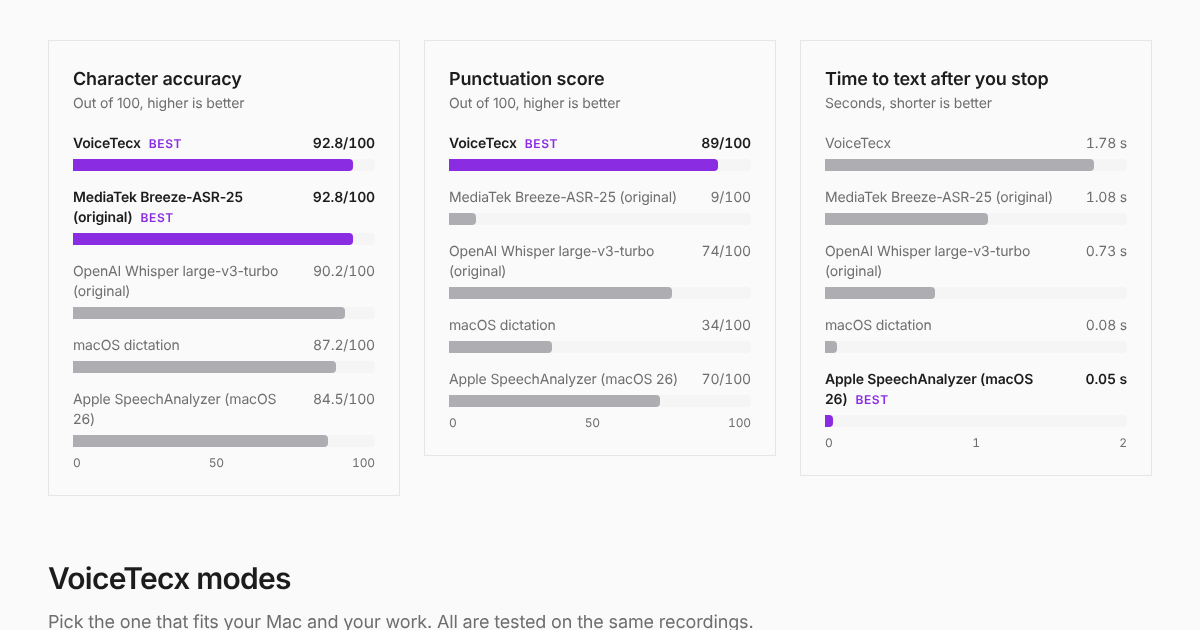 Character accuracy
Out of 100, higher is better
VoiceTecx BEST 92.8/100
MediaTek Breeze-ASR-25 92.8/100
(original) BEST
OpenAI Whisper large-v3-turbo 90.2/100
(original)
macOS dictation 87.2/100
Apple SpeechAnalyzer (macOS 84.5/100
26)
0 50 100
Punctuation score
Out of 100, higher is better
VoiceTecx BEST 89/100
MediaTek Breeze-ASR-25 (original) 9/100
OpenAI Whisper large-v3-turbo 74/100
(original)
macOS dictation 34/100
Apple SpeechAnalyzer (macOS 26) 70/100
0 50 100
Time to text after you stop
Seconds, shorter is better
VoiceTecx 1.78 s
MediaTek Breeze-ASR-25 (original) 1.08 s
OpenAI Whisper large-v3-turbo 0.73 s
(original)
macOS dictation 0.08 s
Apple SpeechAnalyzer (macOS 0.05 s
26) BEST
0 1 2
VoiceTecx modes
Pick the one that fits your Mac and your work. All are tested on the same recordings.